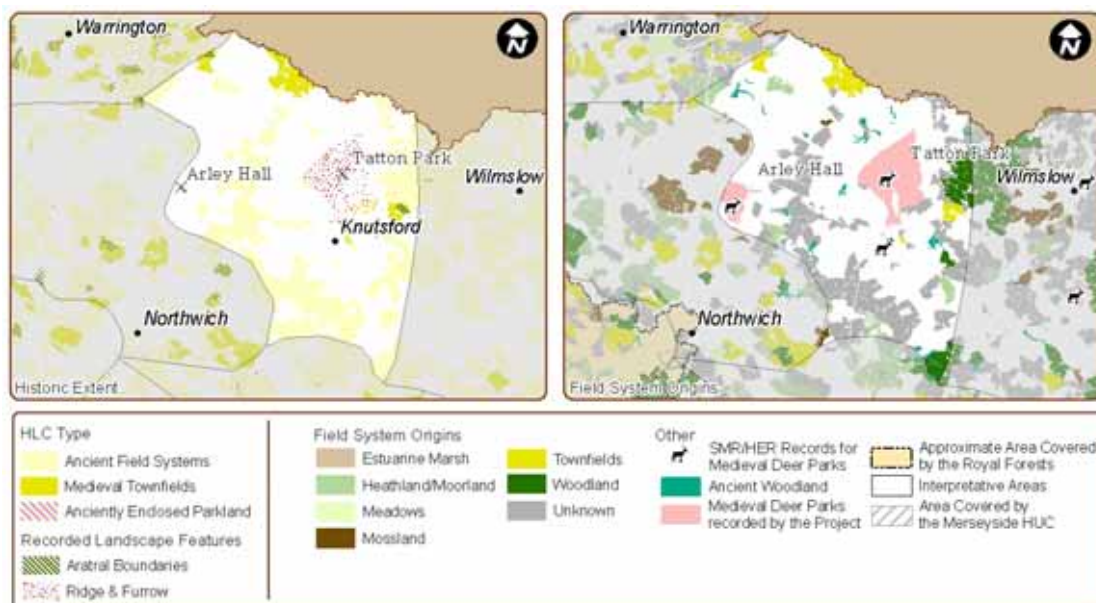 Warrington
N
Tatton Park
Arley Hall
Wilmslow
Knutsford
Northwich
Historic Extent
Warrington
N
Arley Hall
Tatton Park
Wilmslow
Northwich
Field System Origins
HLC Type
Ancient Field Systems
Medieval Townfields
Anciently Enclosed Parkland
Recorded Landscape Features
Aratral Boundaries
Ridge & Furrow
Field System Origins
Estuarine Marsh
Heathland/Moorland
Meadows
Mossland
Townfields
Woodland
Unknown
Other
SMR/HER Records for
Medieval Deer Parks
Ancient Woodland
Medieval Deer Parks
recorded by the Project
Approximate Area Covered
by the Royal Forests
Interpretative Areas
Area Covered by
the Merseyside HUC